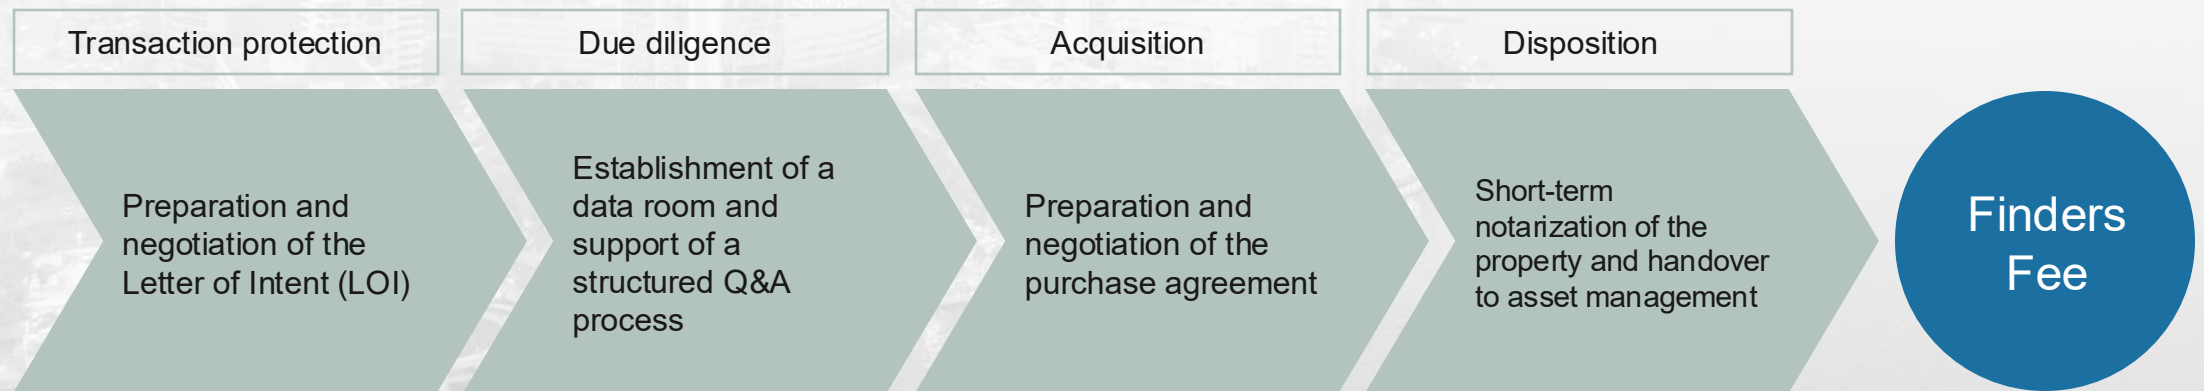 Transaction protection
Due diligence
Acquisition
Disposition
Preparation and
negotiation of the
Letter of Intent (LOI)
Establishment of a
data room and
support of a
structured Q&A
process
Preparation and
negotiation of the
purchase agreement
Short-term
notarization of the
property and handover
to asset management
Finders
Fee